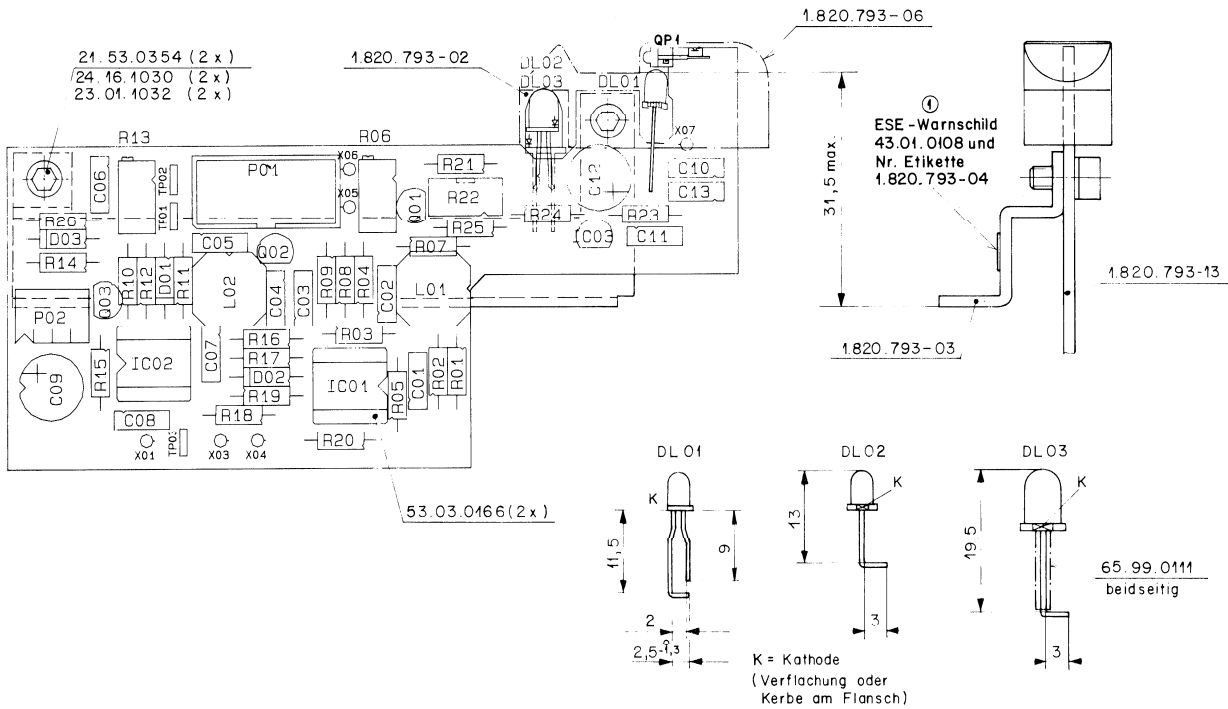 1.820.793-06
21.53.0354 (2x)
24.16.1030 (2x)
23.01.1032 (2x)
1.820.793-02
QP1
DL02
DL03
DL01
X07
31,5 max.
1
ESE-Warnschild
43.01.0108 und
Nr. Etikette
1.820.793-04
1.820.793-13
1.820.793-03
R13
R06
X06
X05
P01
C06
TP02
TP01
R21
R22
R25
Q01
C12
C10
C13
R24
R23
C03
C11
R26
D03
R14
C05
Q02
R07
R10
R12
D01
R11
L02
C04
C03
R09
R08
R04
C02
L01
P02
Q03
R03
R16
R17
D02
R19
R18
C07
IC02
IC01
R15
C09
R05
C01
R02
R01
C08
R20
X01
TP03
X03
X04
53.03.0166(2x)
DL01
K
11,5
9
2
DL02
K
13
3
DL03
K
19,5
3
65.99.0111
beidseitig
K = Kathode
(Verflachung oder
Kerbe am Flansch)